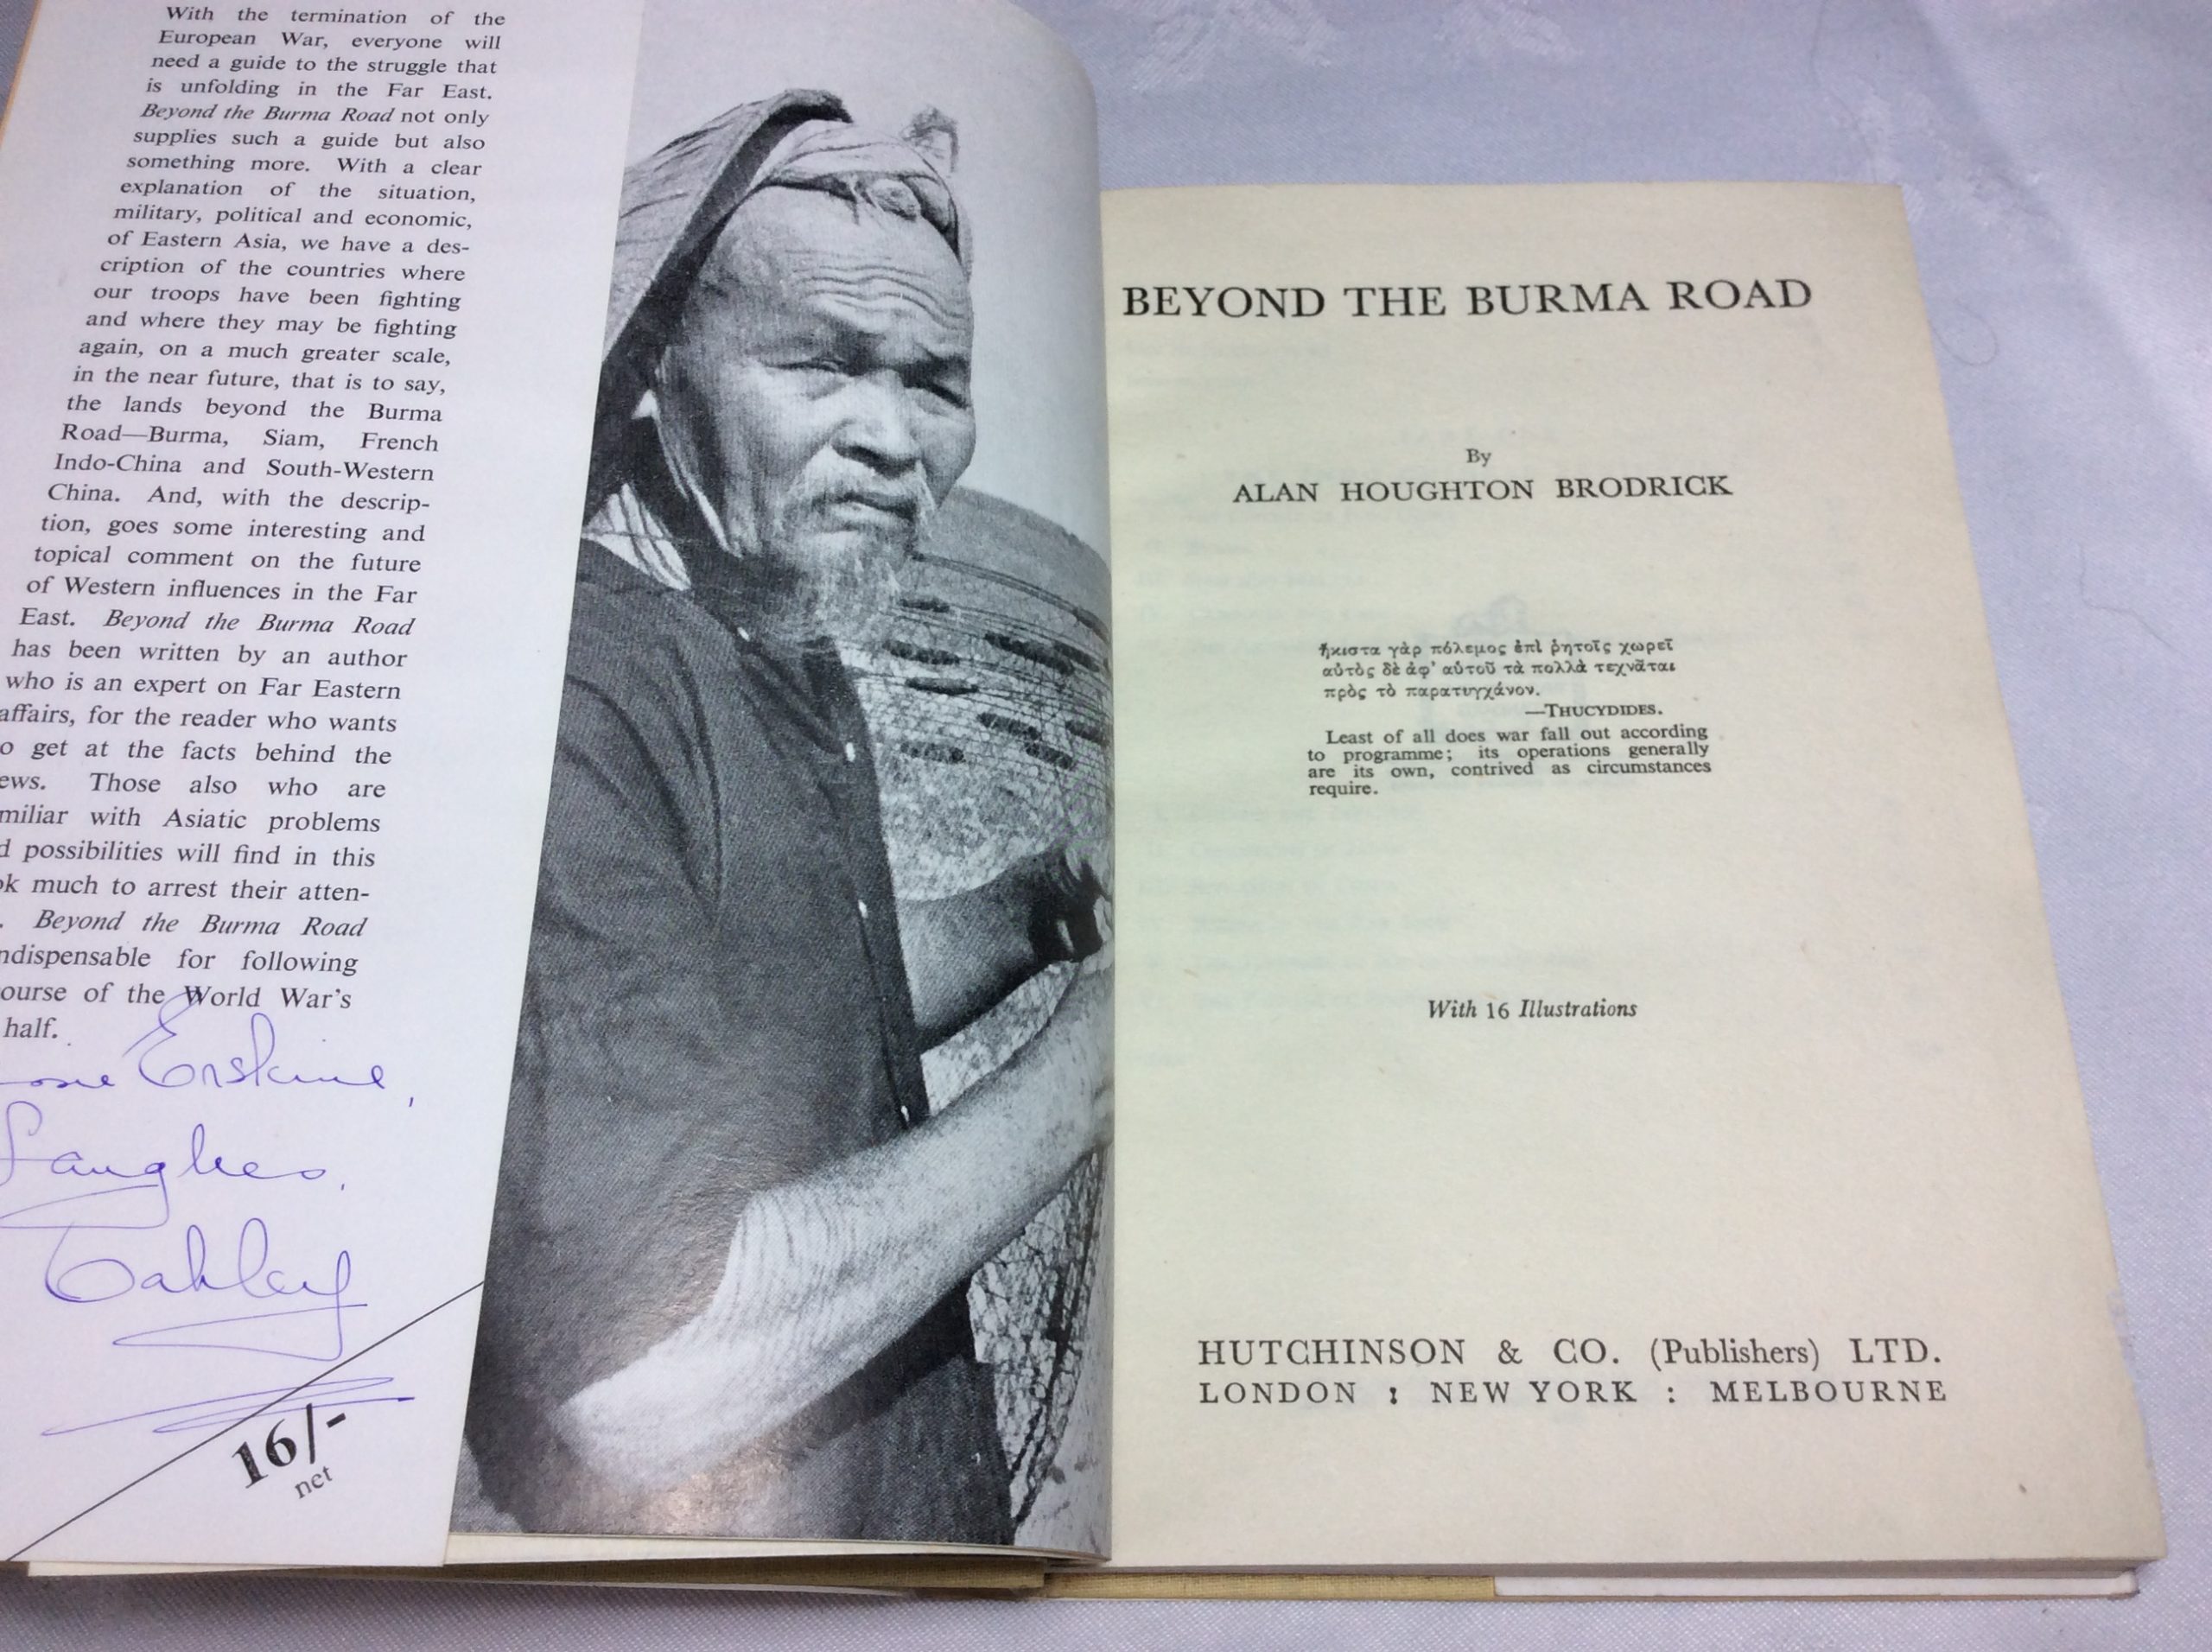 With the termination of the
European War, everyone will
need a guide to the struggle that
is unfolding in the Far East.
Beyond the Burma Road not only
supplies such a guide but also
something more. With a clear
explanation of the situation,
military, political and economic,
of Eastern Asia, we have a des-
cription of the countries where
our troops have been fighting
and where they may be fighting
again, on a much greater scale,
in the near future, that is to say,
the lands beyond the Burma
Road—Burma, Siam, French
Indo-China and South-Western
China. And, with the descrip-
tion, goes some interesting and
topical comment on the future
of Western influences in the Far
East. Beyond the Burma Road
has been written by an author
who is an expert on Far Eastern
affairs, for the reader who wants
o get at the facts behind the
ews. Those also who are
miliar with Asiatic problems
d possibilities will find in this
ok much to arrest their atten-
. Beyond the Burma Road
ndispensable for following
ourse of the World War's
half.
Erskine,
Oakley
16/-
net
BEYOND THE BURMA ROAD
By
ALAN HOUGHTON BRODRICK
ἥκιστα γὰρ πόλεμος ἐπὶ ῥητοῖς χωρεῖ
αὐτὸς δὲ ἀφ' αὑτοῦ τὰ πολλὰ τεχνᾶται
πρὸς τὸ παρατυγχάνον.
—THUCYDIDES.
Least of all does war fall out according
to programme; its operations generally
are its own, contrived as circumstances
require.
With 16 Illustrations
HUTCHINSON & CO. (Publishers) LTD.
LONDON : NEW YORK : MELBOURNE